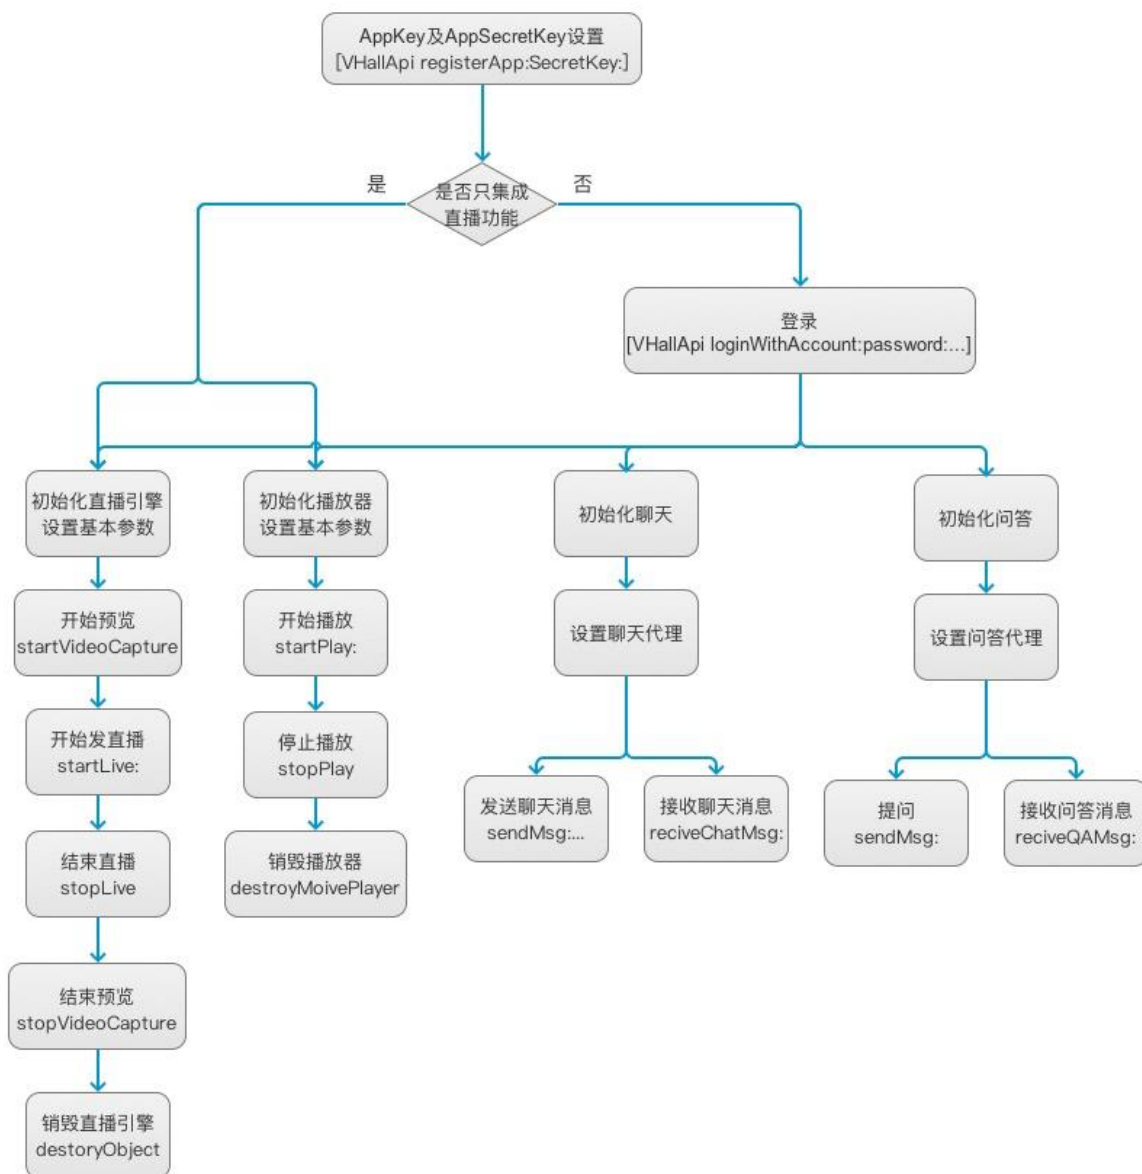 AppKey及AppSecretKey设置
[VHallApi registerApp:SecretKey:]
是
是否只集成
直播功能
否
登录
[VHallApi loginWithAccount:password:...]
初始化直播引擎
设置基本参数
初始化播放器
设置基本参数
初始化聊天
初始化问答
开始预览
startVideoCapture
开始播放
startPlay:
设置聊天代理
设置问答代理
开始发直播
startLive:
停止播放
stopPlay
发送聊天消息
sendMsg:...
接收聊天消息
reciveChatMsg:
提问
sendMsg:
接收问答消息
reciveQAMsg:
结束直播
stopLive
销毁播放器
destroyMoivePlayer
结束预览
stopVideoCapture
销毁直播引擎
destoryObject